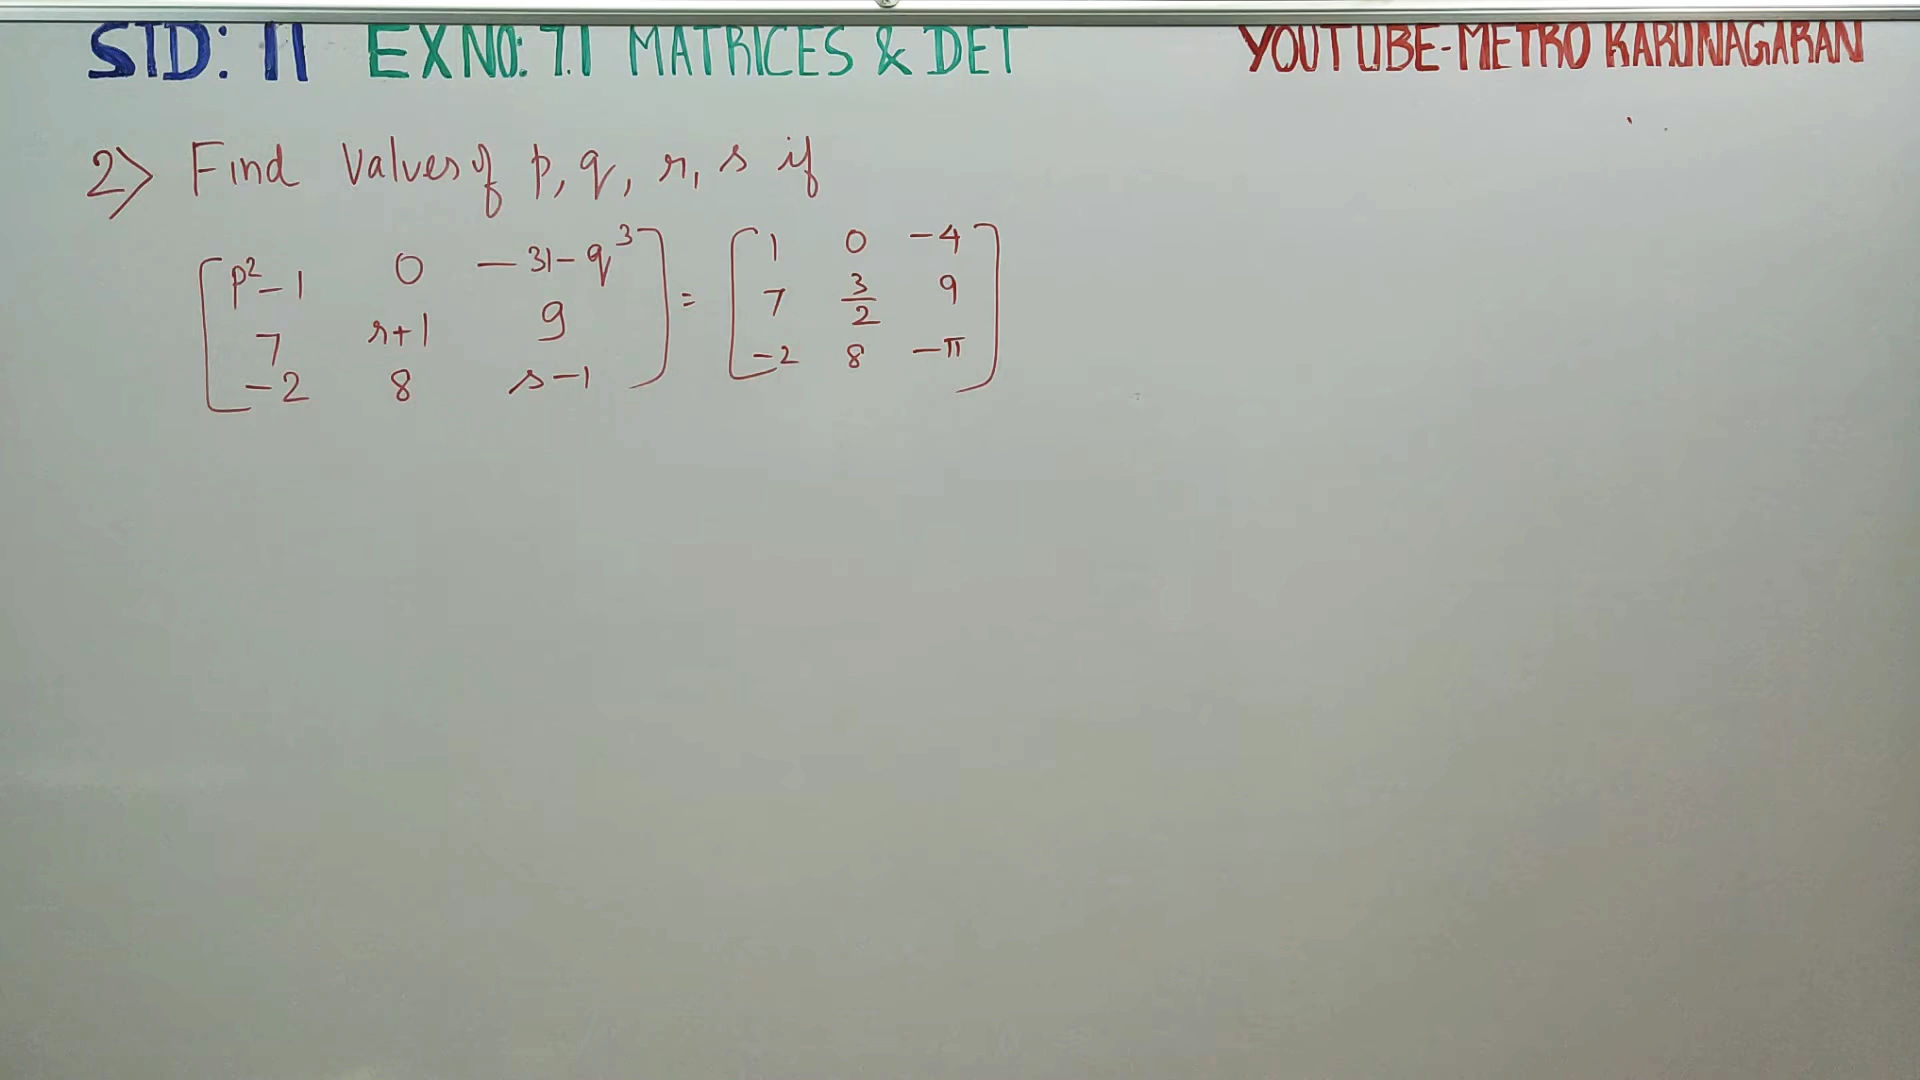 STD: 11 EX NO: 7.1 MATRICES & DET YOUTUBE-METRO KARUNAGARAN
2) Find Values of p, q, r, s if
[p²-1 0 -31-q³] = [1 0 -4]
[7 r+1 9] [7 3/2 9]
[-2 8 s-1] [-2 8 -π]